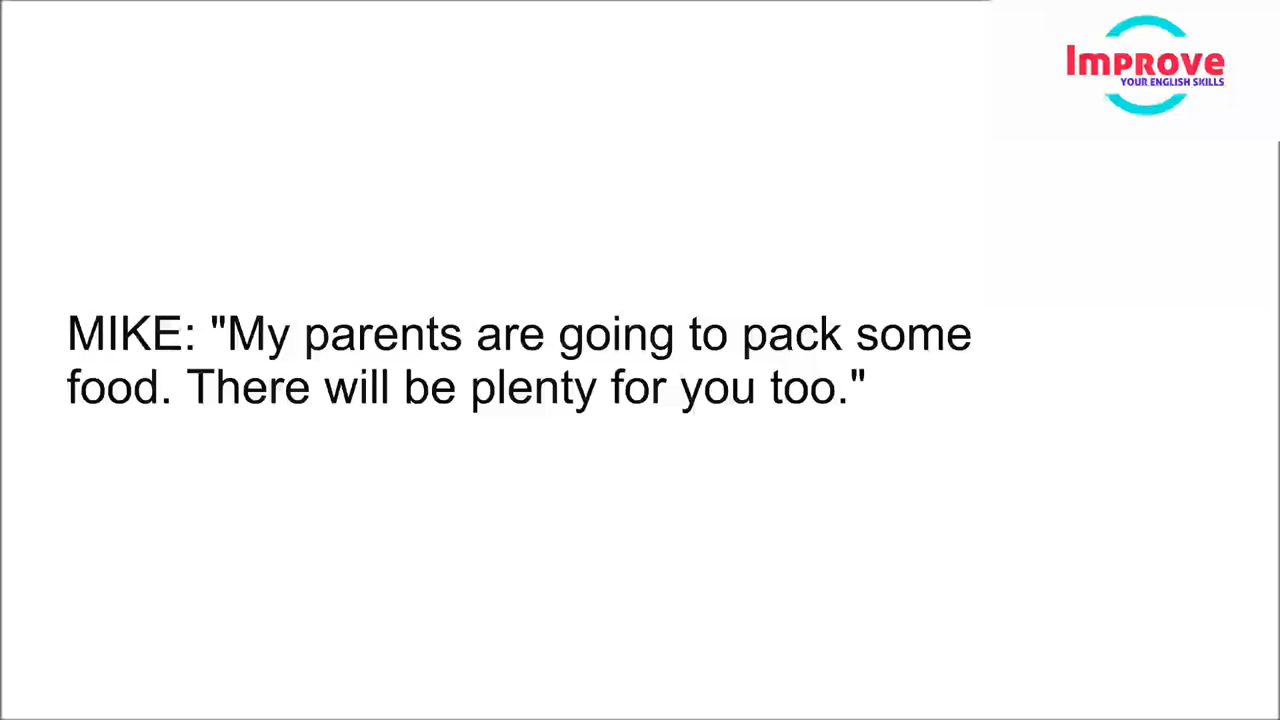 Improve
YOUR ENGLISH SKILLS
MIKE: "My parents are going to pack some
food. There will be plenty for you too."